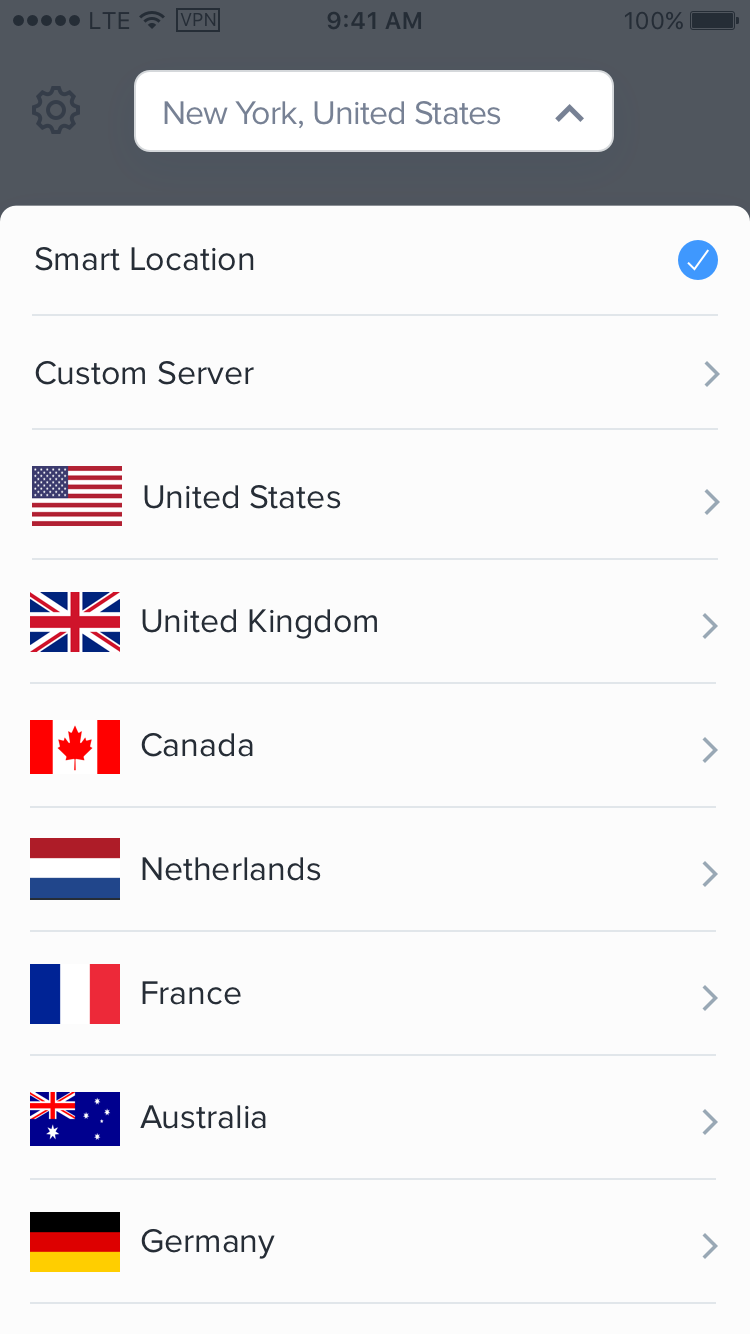 LTE VPN 9:41 AM 100%
New York, United States
Smart Location
Custom Server
United States
United Kingdom
Canada
Netherlands
France
Australia
Germany